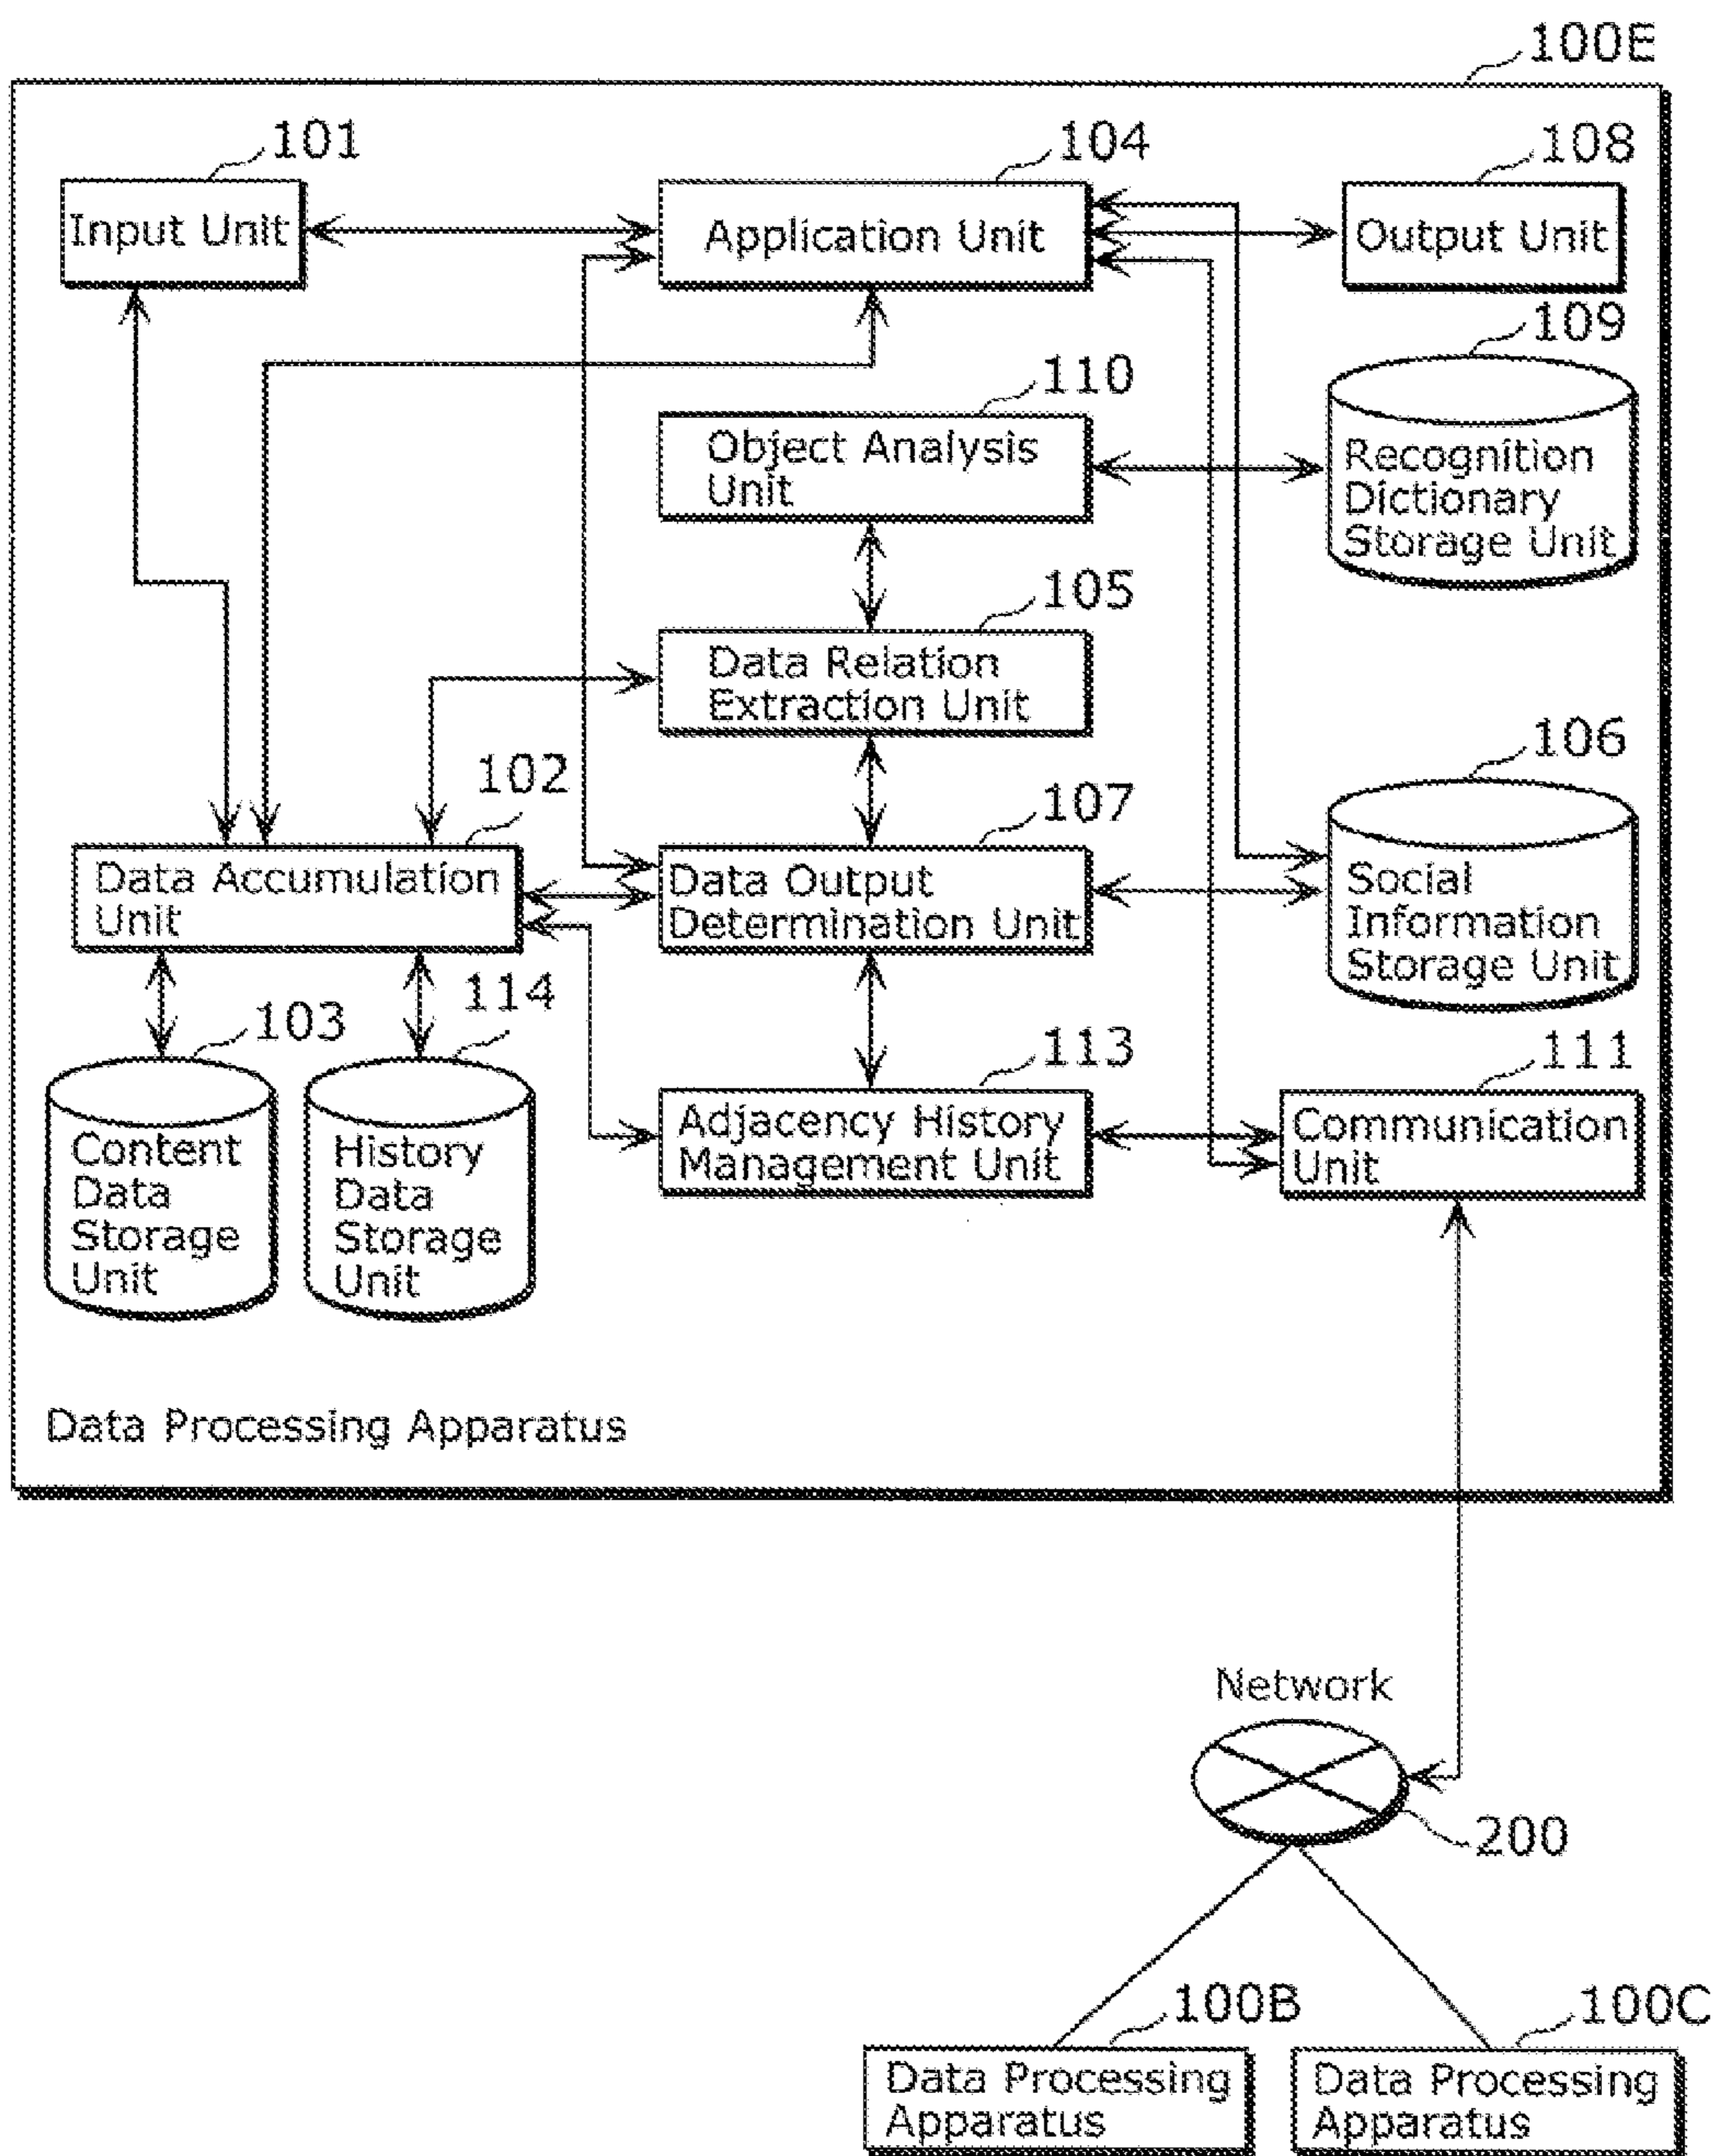 100E
101
104
108
Input Unit
Application Unit
Output Unit
109
110
Object Analysis
Unit
Recognition
Dictionary
Storage Unit
105
Data Relation
Extraction Unit
106
102
107
Data Accumulation
Unit
Data Output
Determination Unit
Social
Information
Storage Unit
103
114
113
111
Content
Data
Storage
Unit
History
Data
Storage
Unit
Adjacency History
Management Unit
Communication
Unit
Data Processing Apparatus
Network
200
100B
100C
Data Processing
Apparatus
Data Processing
Apparatus